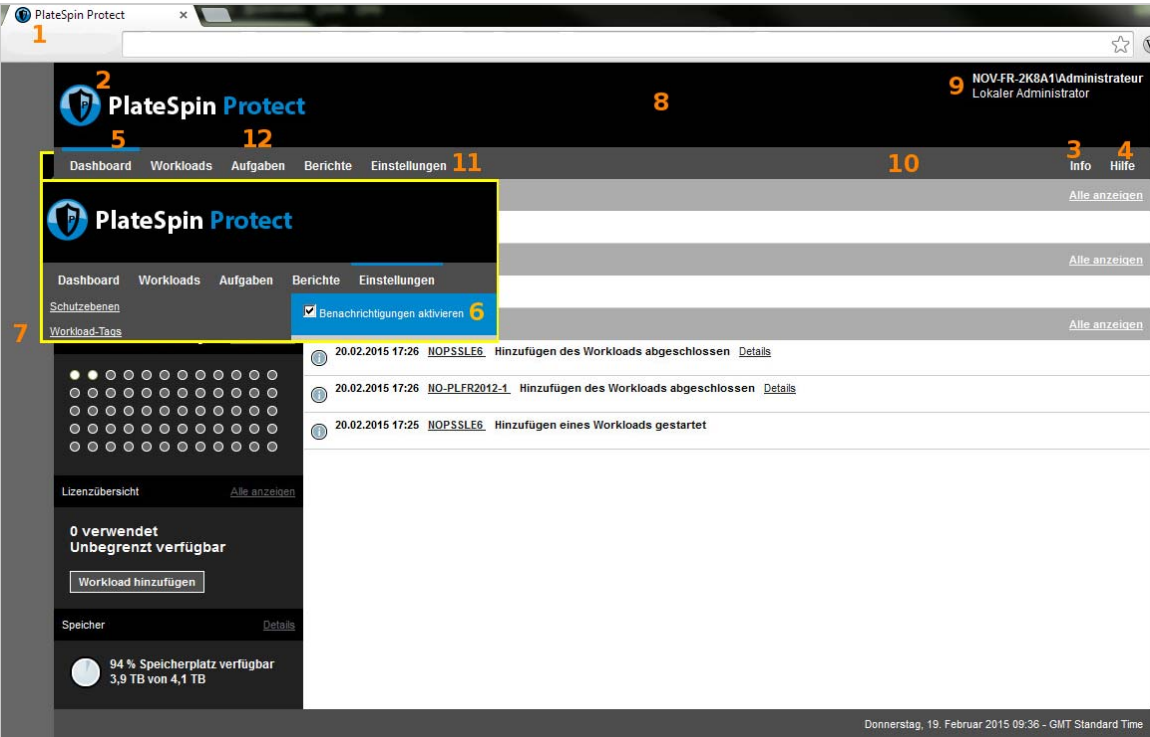 PlateSpin Protect
1
2
PlateSpin Protect
8
9
NOV-FR-2K8A1\Administrateur
Lokaler Administrator
5
12
3
4
Dashboard Workloads Aufgaben Berichte Einstellungen 11
10
Info Hilfe
Alle anzeigen
PlateSpin Protect
Alle anzeigen
Dashboard Workloads Aufgaben Berichte Einstellungen
Schutzebenen
Benachrichtigungen aktivieren 6
7
Workload-Tags
Alle anzeigen
20.02.2015 17:26 NOPSSLE6 Hinzufügen des Workloads abgeschlossen Details
20.02.2015 17:26 NO-PLFR2012-1 Hinzufügen des Workloads abgeschlossen Details
20.02.2015 17:25 NOPSSLE6 Hinzufügen eines Workloads gestartet
Lizenzübersicht Alle anzeigen
0 verwendet
Unbegrenzt verfügbar
Workload hinzufügen
Speicher Details
94 % Speicherplatz verfügbar
3,9 TB von 4,1 TB
Donnerstag, 19. Februar 2015 09:36 - GMT Standard Time